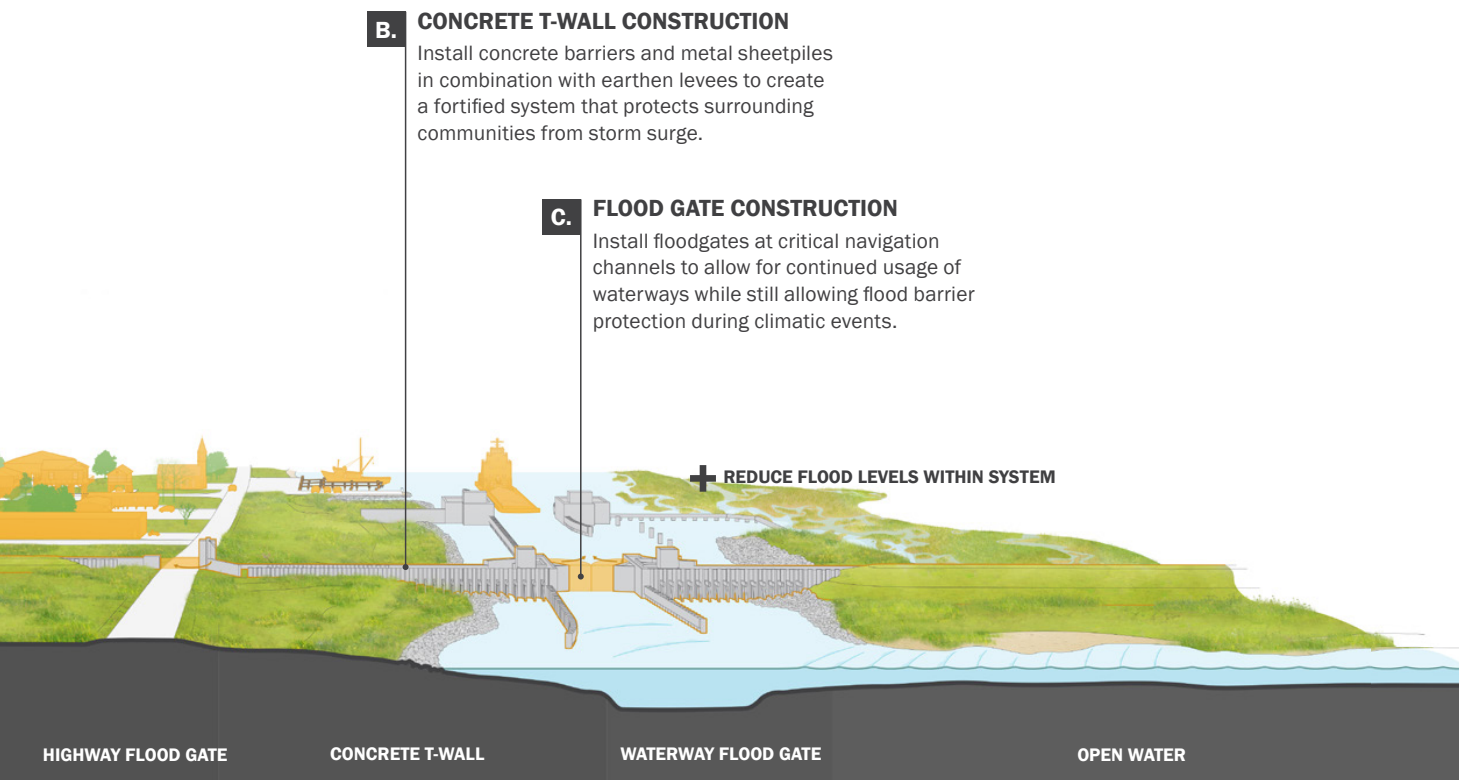 B. CONCRETE T-WALL CONSTRUCTION
Install concrete barriers and metal sheetpiles
in combination with earthen levees to create
a fortified system that protects surrounding
communities from storm surge.
C. FLOOD GATE CONSTRUCTION
Install floodgates at critical navigation
channels to allow for continued usage of
waterways while still allowing flood barrier
protection during climatic events.
+ REDUCE FLOOD LEVELS WITHIN SYSTEM
HIGHWAY FLOOD GATE
CONCRETE T-WALL
WATERWAY FLOOD GATE
OPEN WATER